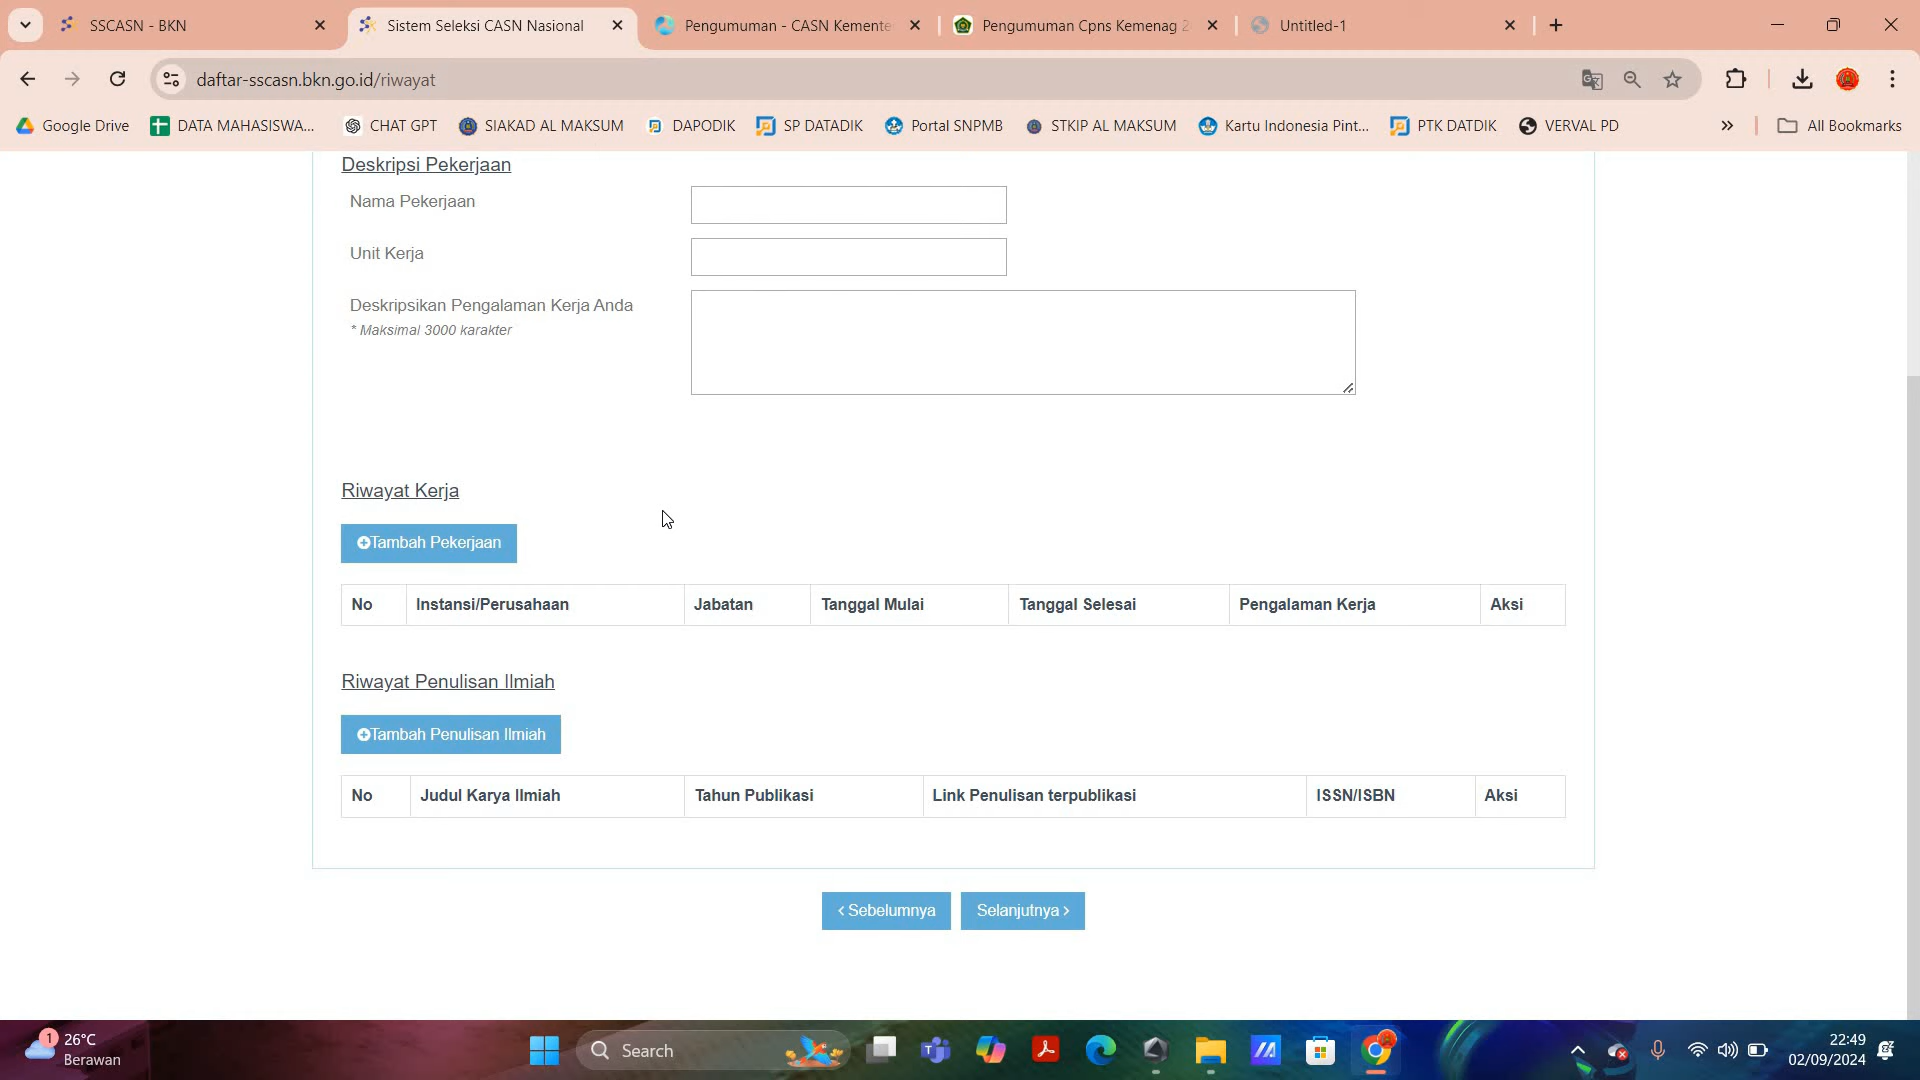 SSCASN - BKN
Sistem Seleksi CASN Nasional
Pengumuman - CASN Kemente
Pengumuman Cpns Kemenag 2
Untitled-1
daftar-sscasn.bkn.go.id/riwayat
Google Drive
DATA MAHASISWA...
CHAT GPT
SIAKAD AL MAKSUM
DAPODIK
SP DATADIK
Portal SNPMB
STKIP AL MAKSUM
Kartu Indonesia Pint...
PTK DATDIK
VERVAL PD
All Bookmarks
Deskripsi Pekerjaan
Nama Pekerjaan
Unit Kerja
Deskripsikan Pengalaman Kerja Anda
* Maksimal 3000 karakter
Riwayat Kerja
Tambah Pekerjaan
No Instansi/Perusahaan Jabatan Tanggal Mulai Tanggal Selesai Pengalaman Kerja Aksi
Riwayat Penulisan Ilmiah
Tambah Penulisan Ilmiah
No Judul Karya Ilmiah Tahun Publikasi Link Penulisan terpublikasi ISSN/ISBN Aksi
< Sebelumnya
Selanjutnya >
1
26°C
Berawan
Search
22:49
02/09/2024